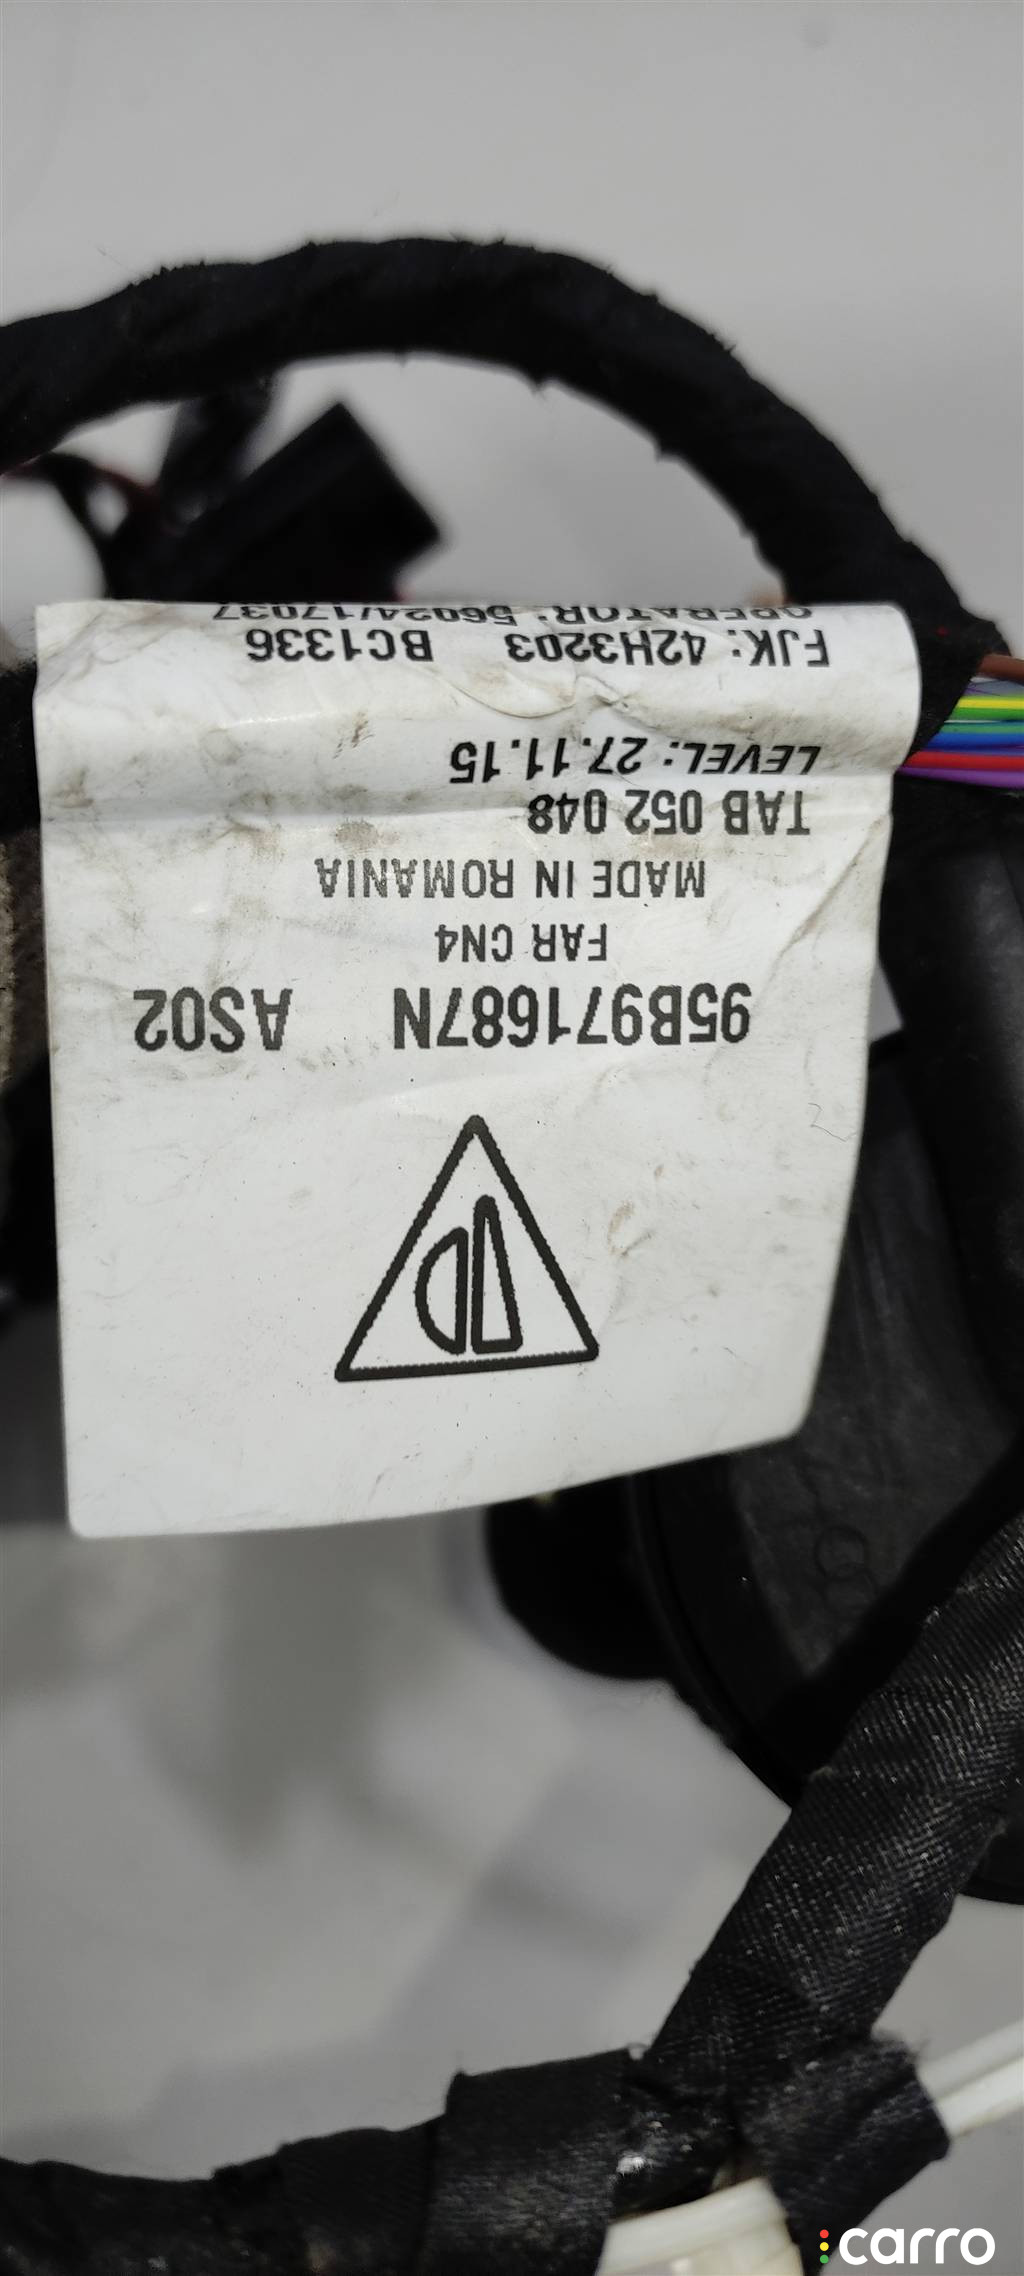 95B971687N AS02
FAR CN4
MADE IN ROMANIA
TAB 052 048
LEVEL: 27.11.15
FJK: 42H3203 BC1336
OPERATOR: 56024/17037
carro